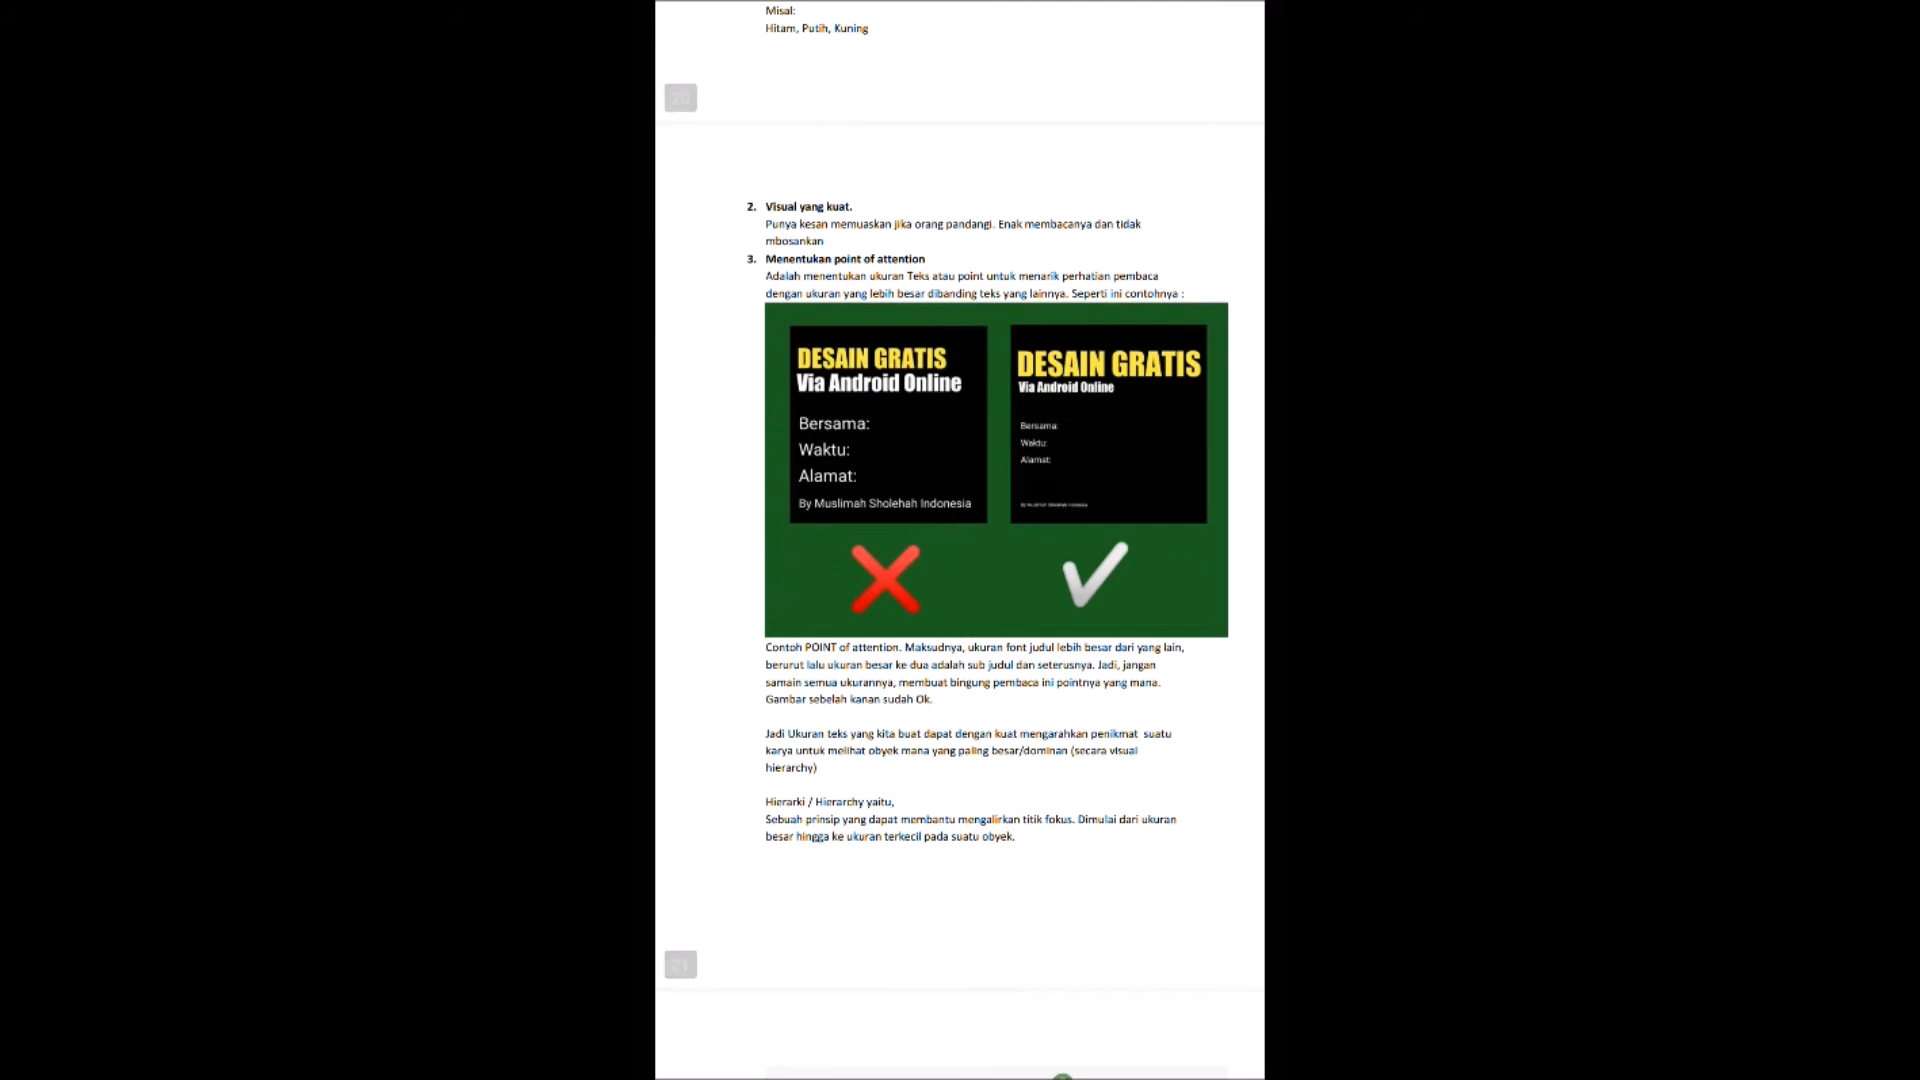 Misal:
Hitam, Putih, Kuning
20
2. Visual yang kuat.
Punya kesan memuaskan jika orang pandangi. Enak membacanya dan tidak
mbosankan
3. Menentukan point of attention
Adalah menentukan ukuran Teks atau point untuk menarik perhatian pembaca
dengan ukuran yang lebih besar dibanding teks yang lainnya. Seperti ini contohnya :
DESAIN GRATIS
Via Android Online
Bersama:
Waktu:
Alamat:
By Muslimah Sholehah Indonesia
DESAIN GRATIS
Via Android Online
Bersama:
Waktu:
Alamat:
By Muslimah Sholehah Indonesia
Contoh POINT of attention. Maksudnya, ukuran font judul lebih besar dari yang lain,
berurut lalu ukuran besar ke dua adalah sub judul dan seterusnya. Jadi, jangan
samain semua ukurannya, membuat bingung pembaca ini pointnya yang mana.
Gambar sebelah kanan sudah Ok.
Jadi Ukuran teks yang kita buat dapat dengan kuat mengarahkan penikmat suatu
karya untuk melihat obyek mana yang paling besar/dominan (secara visual
hierarchy)
Hierarki / Hierarchy yaitu,
Sebuah prinsip yang dapat membantu mengalirkan titik fokus. Dimulai dari ukuran
besar hingga ke ukuran terkecil pada suatu obyek.
21